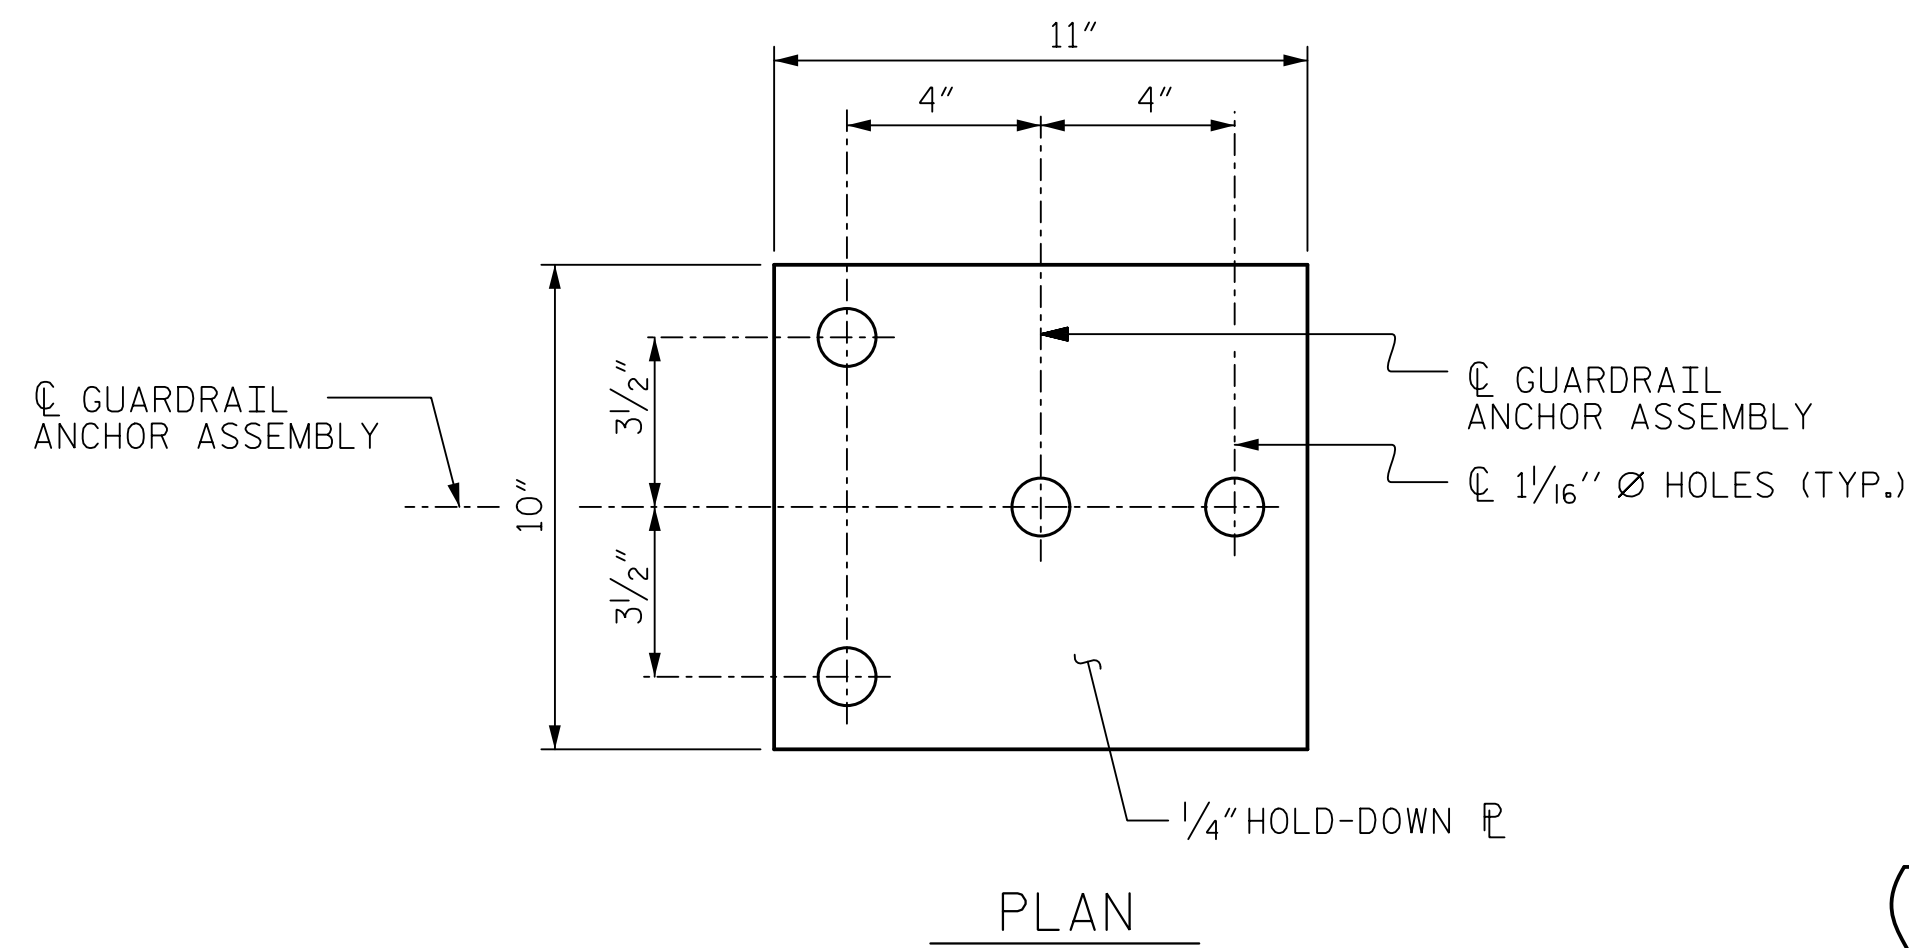 11"
4" 4"
℄ GUARDRAIL
ANCHOR ASSEMBLY
3 1/2"
10"
3 1/2"
℄ GUARDRAIL
ANCHOR ASSEMBLY
℄ 1 1/16" Ø HOLES (TYP.)
1/4" HOLD-DOWN ⅊
PLAN